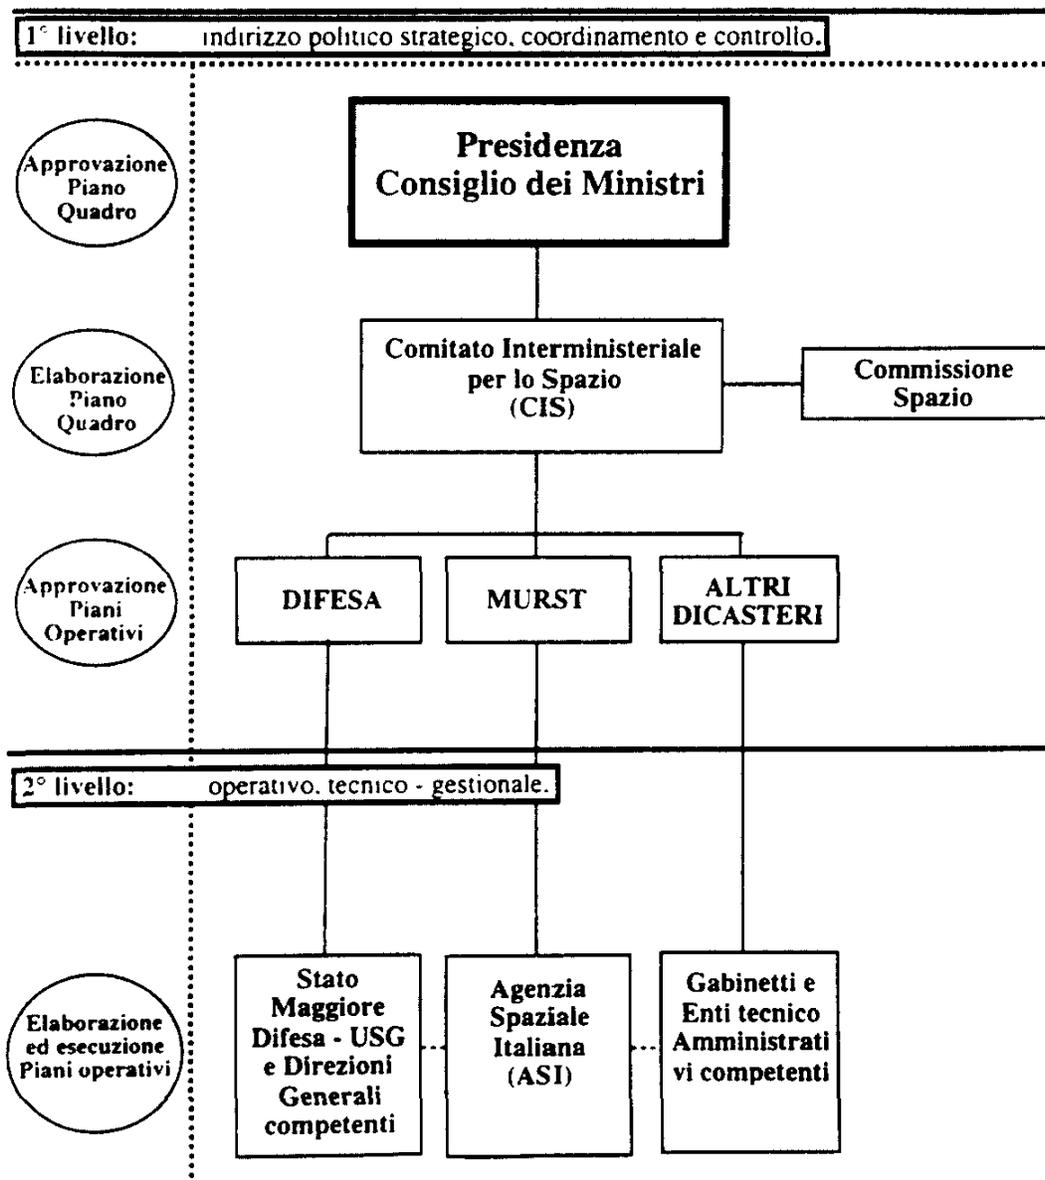 1° livello: indirizzo politico strategico, coordinamento e controllo.
Approvazione
Piano
Quadro
Presidenza
Consiglio dei Ministri
Elaborazione
Piano
Quadro
Comitato Interministeriale
per lo Spazio
(CIS)
Commissione
Spazio
Approvazione
Piani
Operativi
DIFESA
MURST
ALTRI
DICASTERI
2° livello: operativo, tecnico - gestionale.
Elaborazione
ed esecuzione
Piani operativi
Stato
Maggiore
Difesa - USG
e Direzioni
Generali
competenti
Agenzia
Spaziale
Italiana
(ASI)
Gabinetti e
Enti tecnico
Amministrati
vi competenti